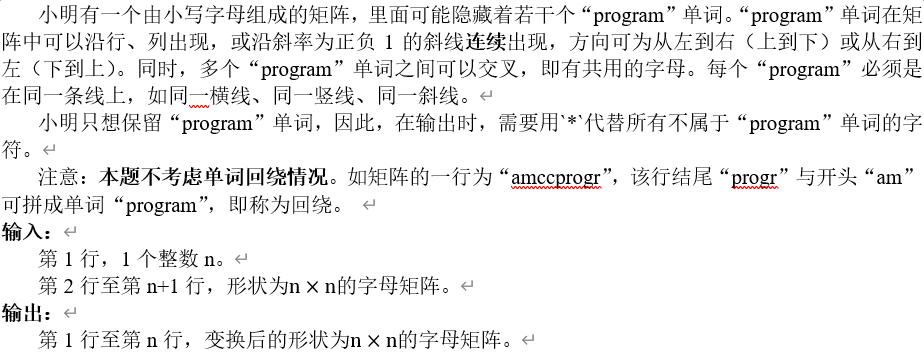 小明有一个由小写字母组成的矩阵，里面可能隐藏着若干个“program”单词。“program”单词在矩
阵中可以沿行、列出现，或沿斜率为正负 1 的斜线连续出现，方向可为从左到右（上到下）或从右到
左（下到上）。同时，多个“program”单词之间可以交叉，即有共用的字母。每个“program”必须是
在同一条线上，如同一横线、同一竖线、同一斜线。
小明只想保留“program”单词，因此，在输出时，需要用`*`代替所有不属于“program”单词的字
符。
注意：本题不考虑单词回绕情况。如矩阵的一行为“amccprogr”，该行结尾“progr”与开头“am”
可拼成单词“program”，即称为回绕。
输入：
第 1 行，1 个整数 n。
第 2 行至第 n+1 行，形状为n × n的字母矩阵。
输出：
第 1 行至第 n 行，变换后的形状为n × n的字母矩阵。